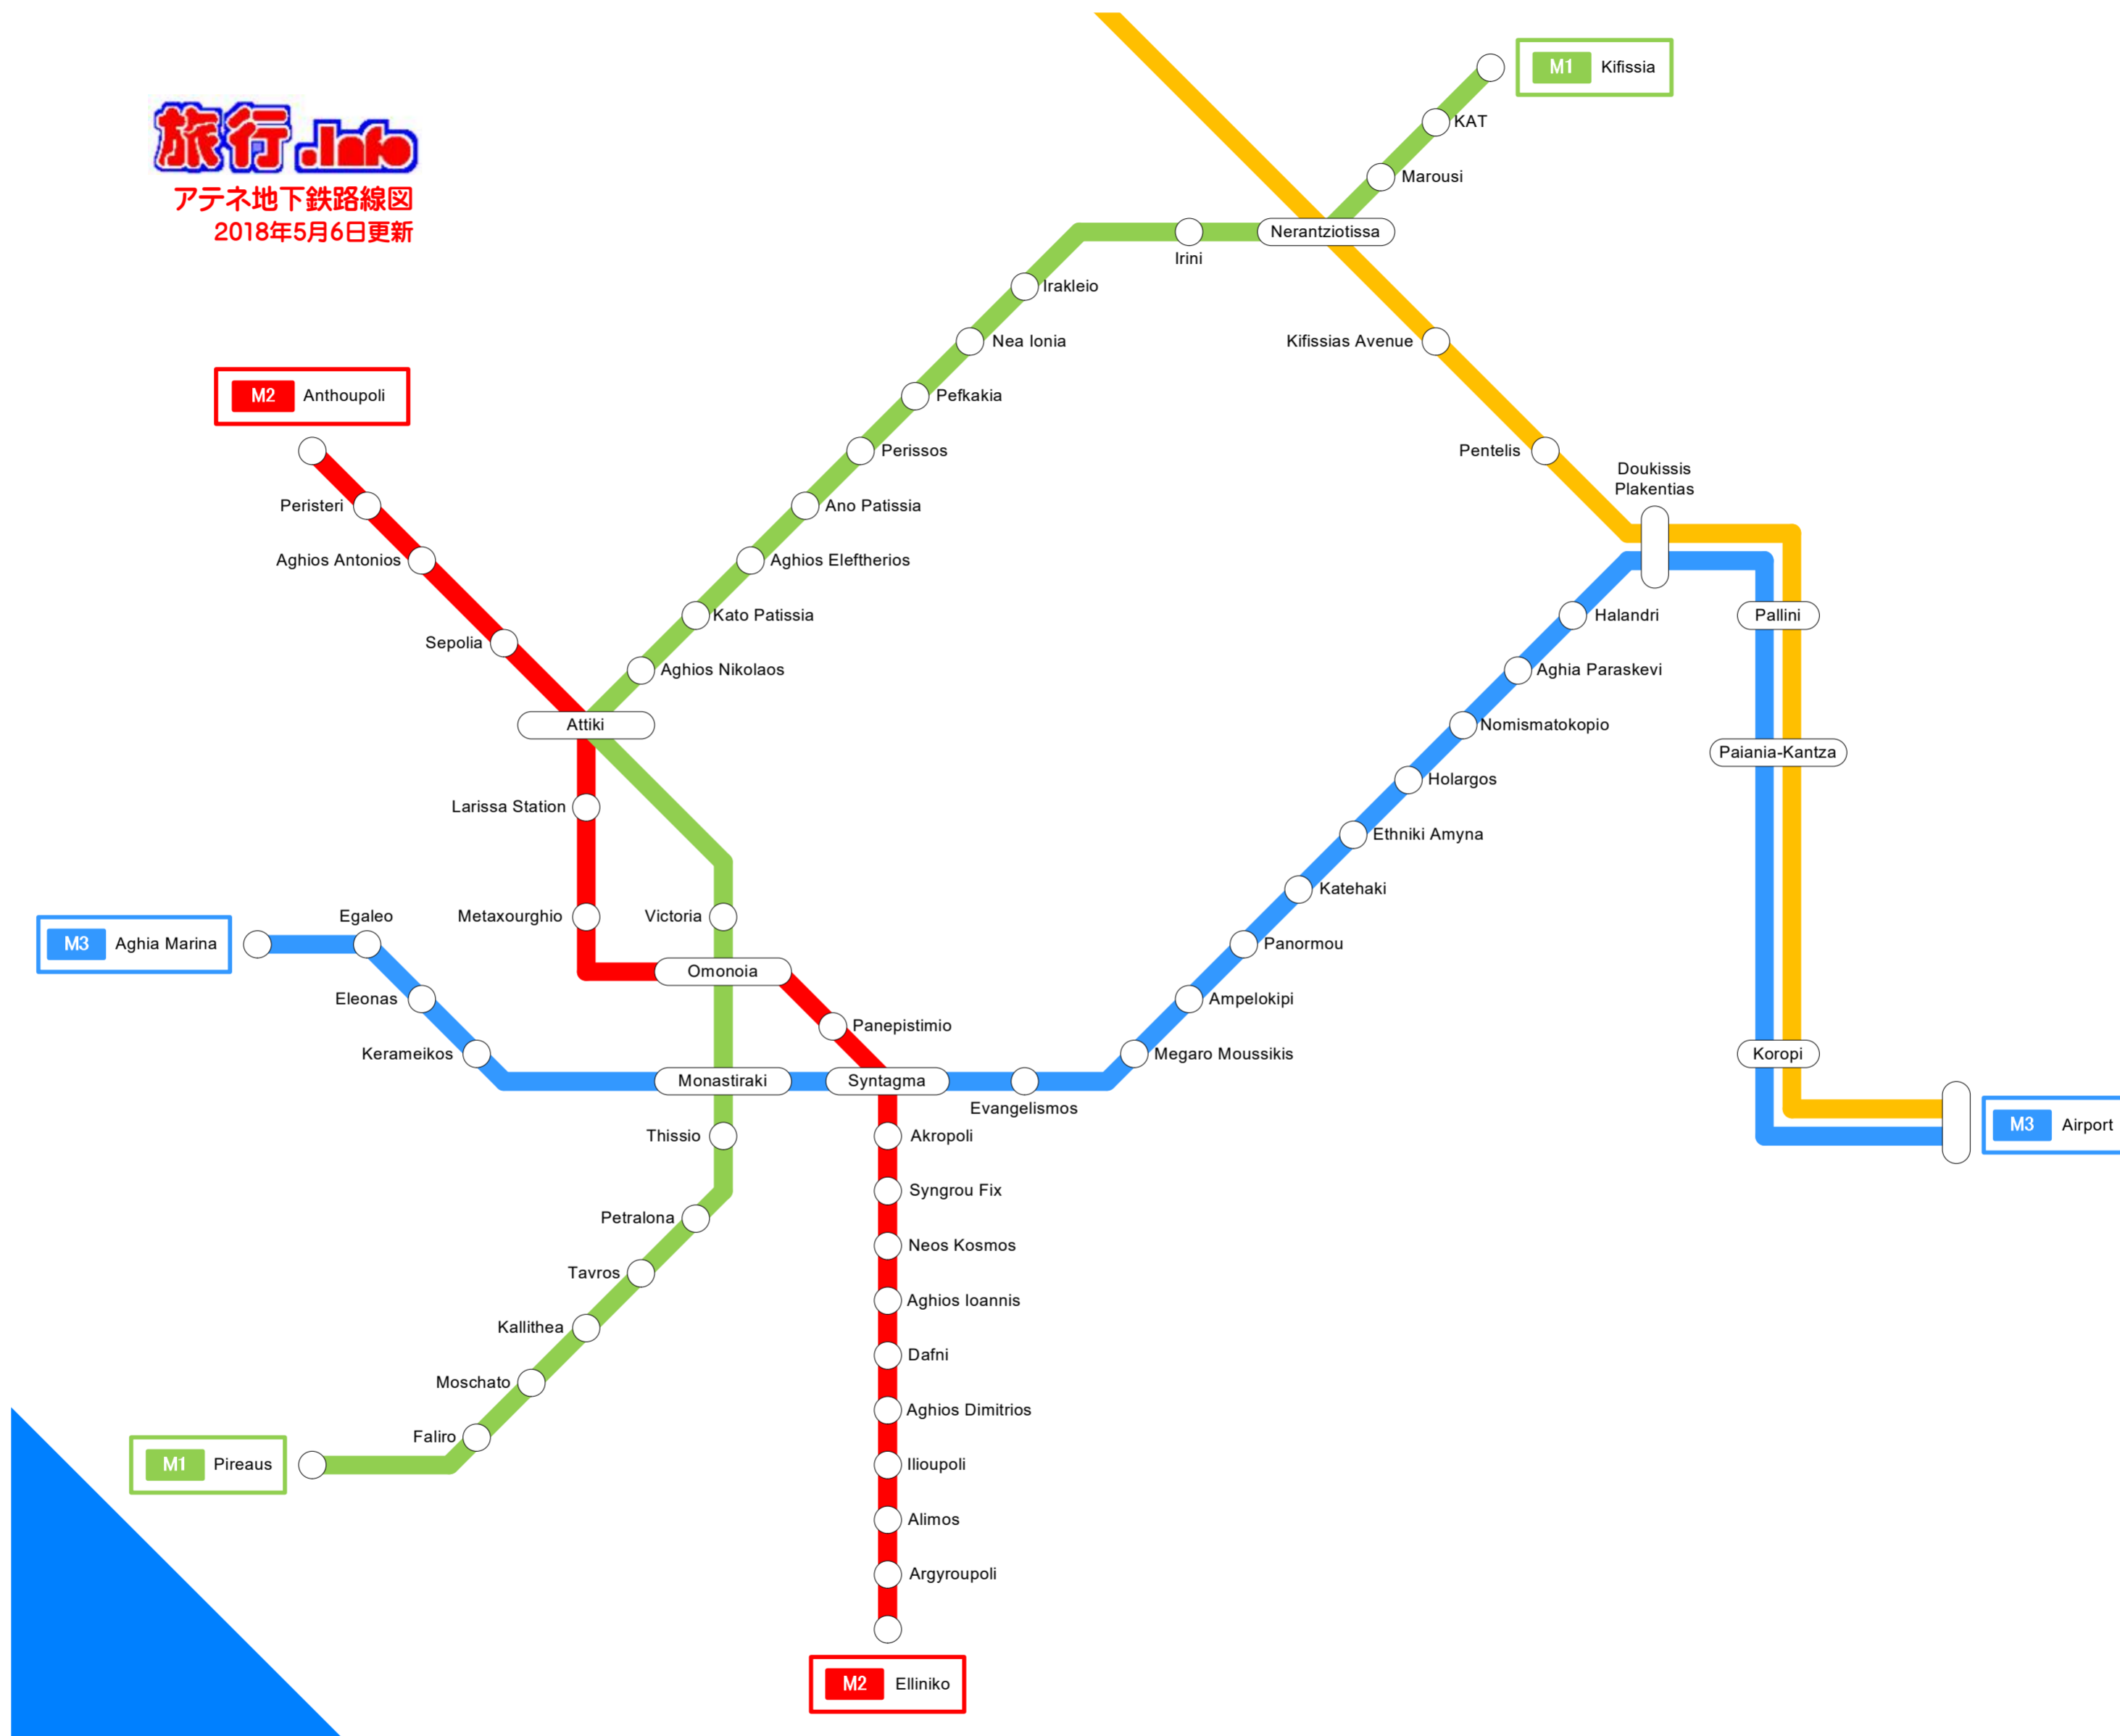 M1 Kifissia
KAT
旅行.Info
Marousi
アテネ地下鉄路線図
2018年5月6日更新
Nerantziotissa
Irini
Irakleio
Nea Ionia
Kifissias Avenue
M2 Anthoupoli
Pefkakia
Perissos
Pentelis
Doukissis
Plakentias
Peristeri
Ano Patissia
Aghios Antonios
Aghios Eleftherios
Kato Patissia
Halandri
Pallini
Sepolia
Aghios Nikolaos
Aghia Paraskevi
Attiki
Nomismatokopio
Paiania-Kantza
Holargos
Larissa Station
Ethniki Amyna
Katehaki
Egaleo
Metaxourghio
Victoria
M3 Aghia Marina
Panormou
Omonoia
Eleonas
Ampelokipi
Panepistimio
Kerameikos
Megaro Moussikis
Koropi
Monastiraki
Syntagma
Evangelismos
M3 Airport
Thissio
Akropoli
Syngrou Fix
Petralona
Neos Kosmos
Tavros
Aghios Ioannis
Kallithea
Dafni
Moschato
Aghios Dimitrios
Faliro
M1 Pireaus
Ilioupoli
Alimos
Argyroupoli
M2 Elliniko